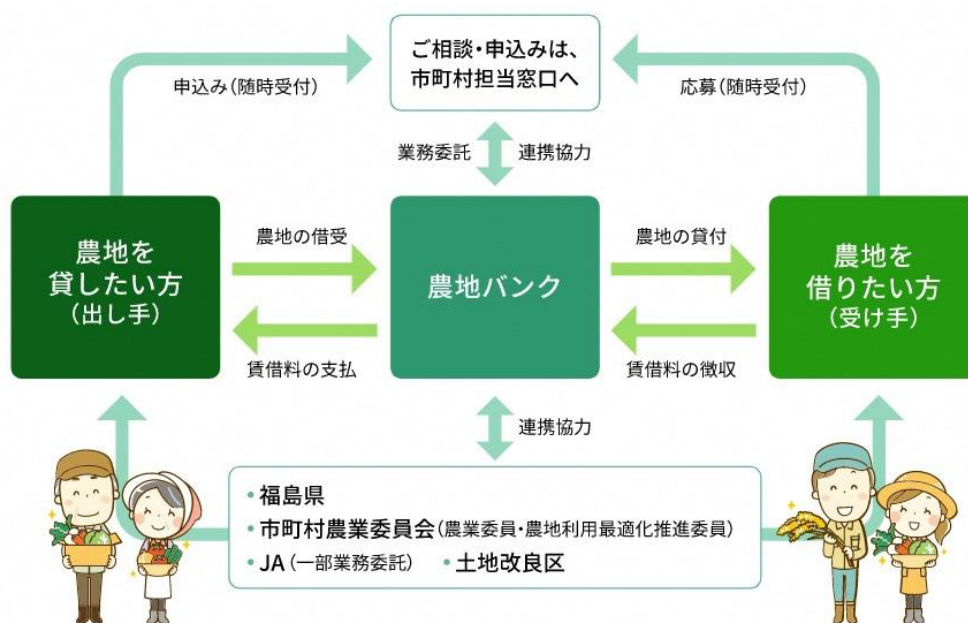 ご相談・申込みは、
市町村担当窓口へ
申込み（随時受付）
応募（随時受付）
業務委託
連携協力
農地を
貸したい方
（出し手）
農地の借受
賃借料の支払
農地バンク
農地の貸付
賃借料の徴収
農地を
借りたい方
（受け手）
連携協力
・福島県
・市町村農業委員会（農業委員・農地利用最適化推進委員）
・JA（一部業務委託） ・土地改良区